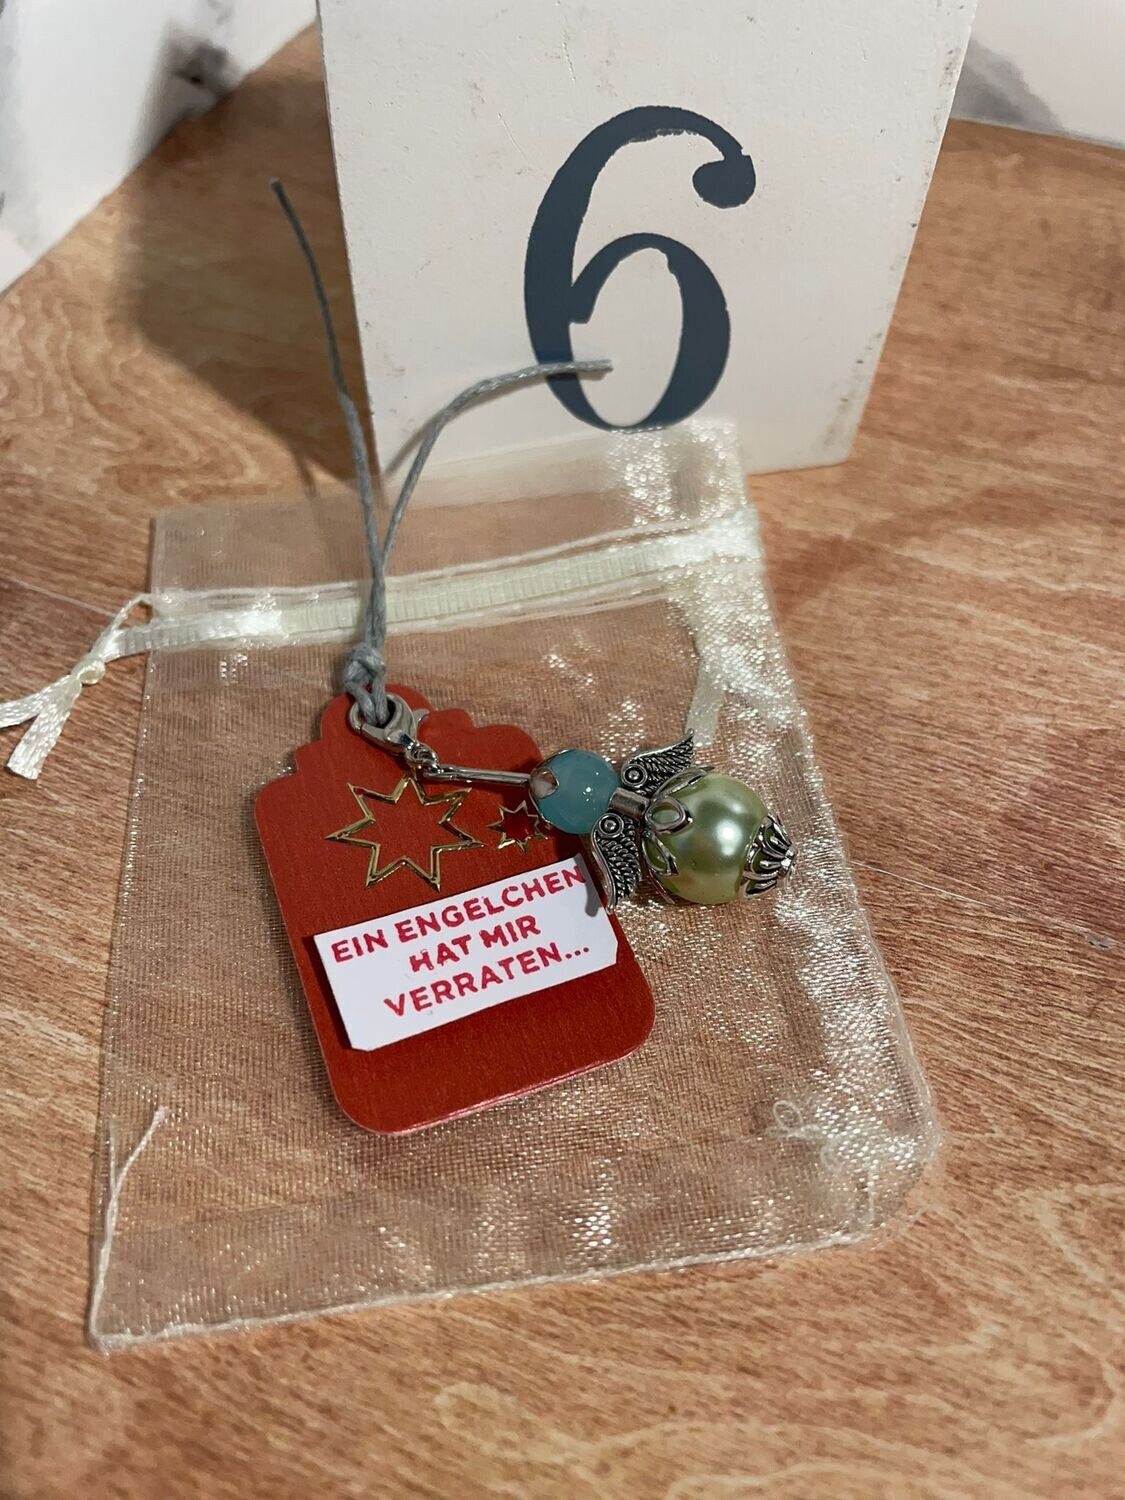 6
EIN ENGELCHEN
HAT MIR
VERRATEN...